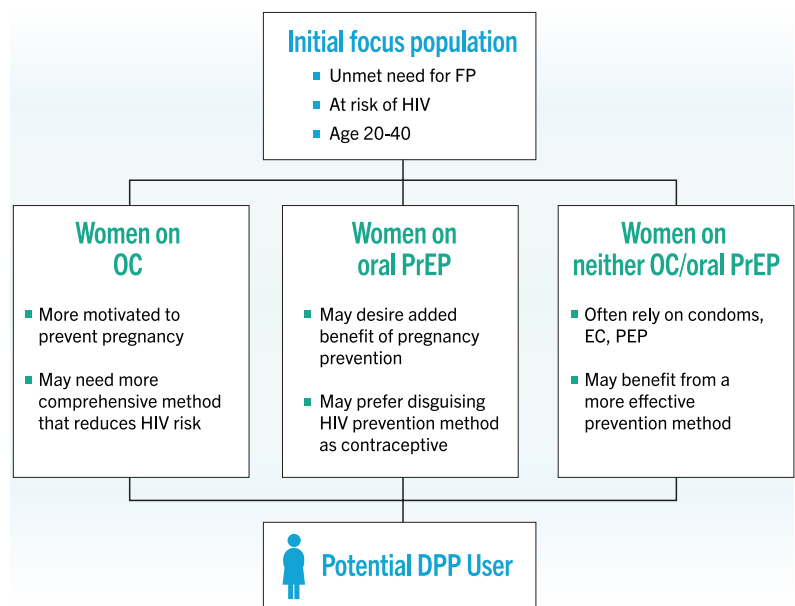 Initial focus population
Unmet need for FP
At risk of HIV
Age 20-40
Women on
OC
More motivated to
prevent pregnancy
May need more
comprehensive method
that reduces HIV risk
Women on
oral PrEP
May desire added
benefit of pregnancy
prevention
May prefer disguising
HIV prevention method
as contraceptive
Women on
neither OC/oral PrEP
Often rely on condoms,
EC, PEP
May benefit from a
more effective
prevention method
Potential DPP User